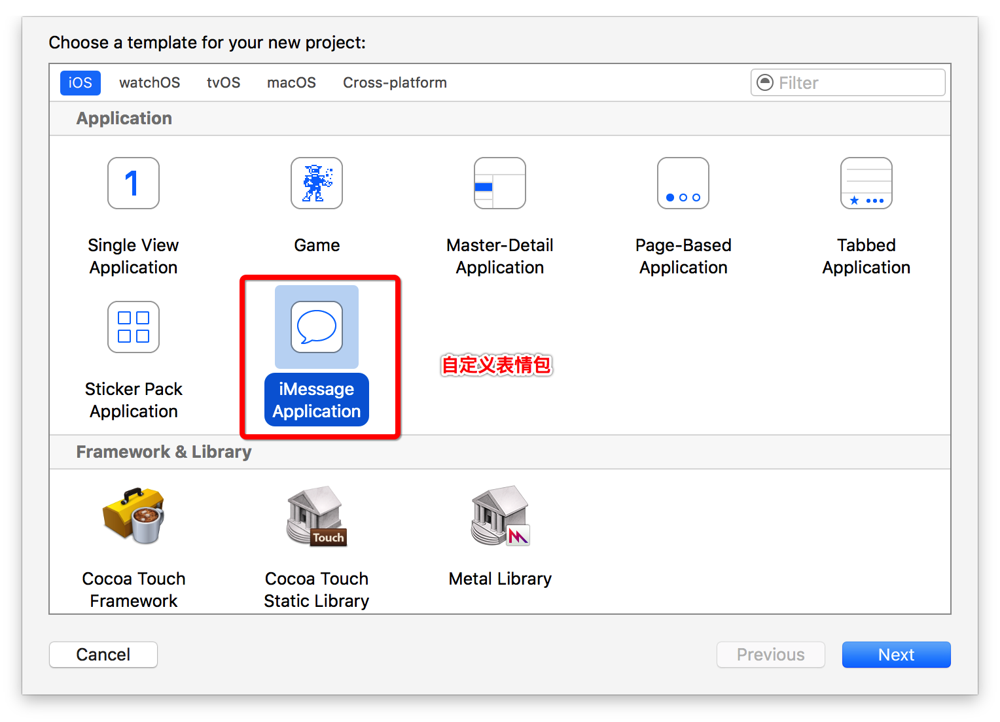 Choose a template for your new project:
iOS watchOS tvOS macOS Cross-platform Filter
Application
1
Single View Application
Game
Master-Detail Application
Page-Based Application
Tabbed Application
Sticker Pack Application
iMessage Application
自定义表情包
Framework & Library
Touch
Cocoa Touch Framework
Cocoa Touch Static Library
Metal Library
Cancel Previous Next